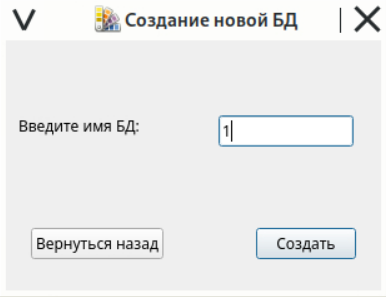 Создание новой БД
Введите имя БД:
1
Вернуться назад
Создать